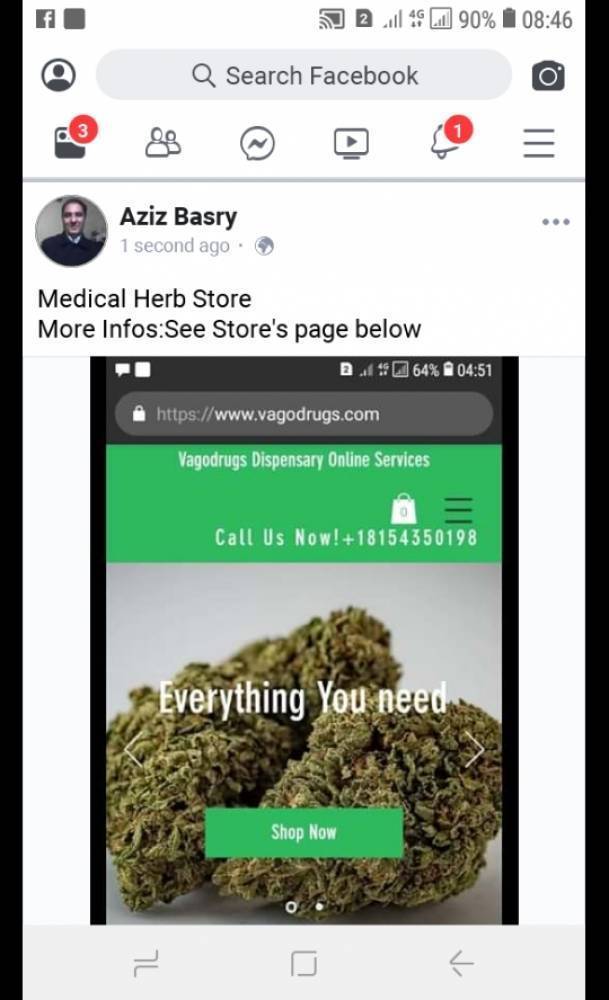 2 4G 90% 08:46
Search Facebook
3
1
Aziz Basry
1 second ago ·
Medical Herb Store
More Infos:See Store's page below
2 4G 64% 04:51
https://www.vagodrugs.com
Vagodrugs Dispensary Online Services
0
Call Us Now!+18154350198
Everything You need
Shop Now